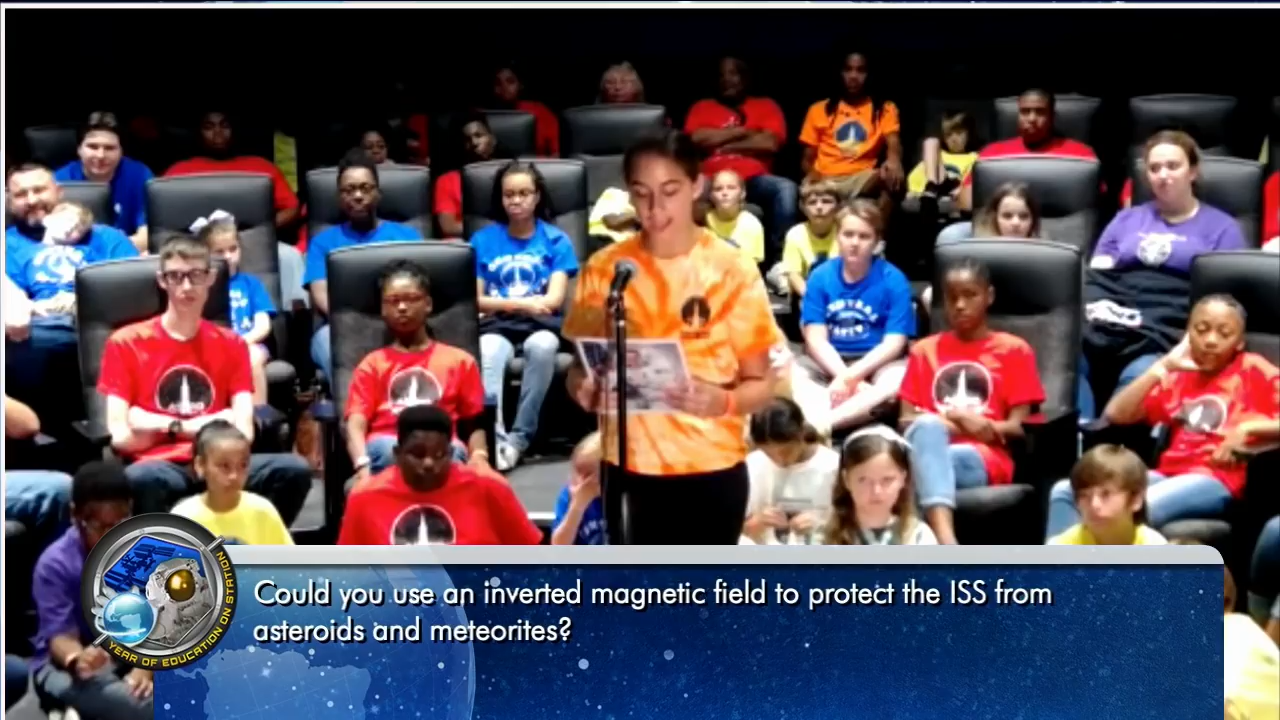 Could you use an inverted magnetic field to protect the ISS from
asteroids and meteorites?
YEAR OF EDUCATION ON STATION